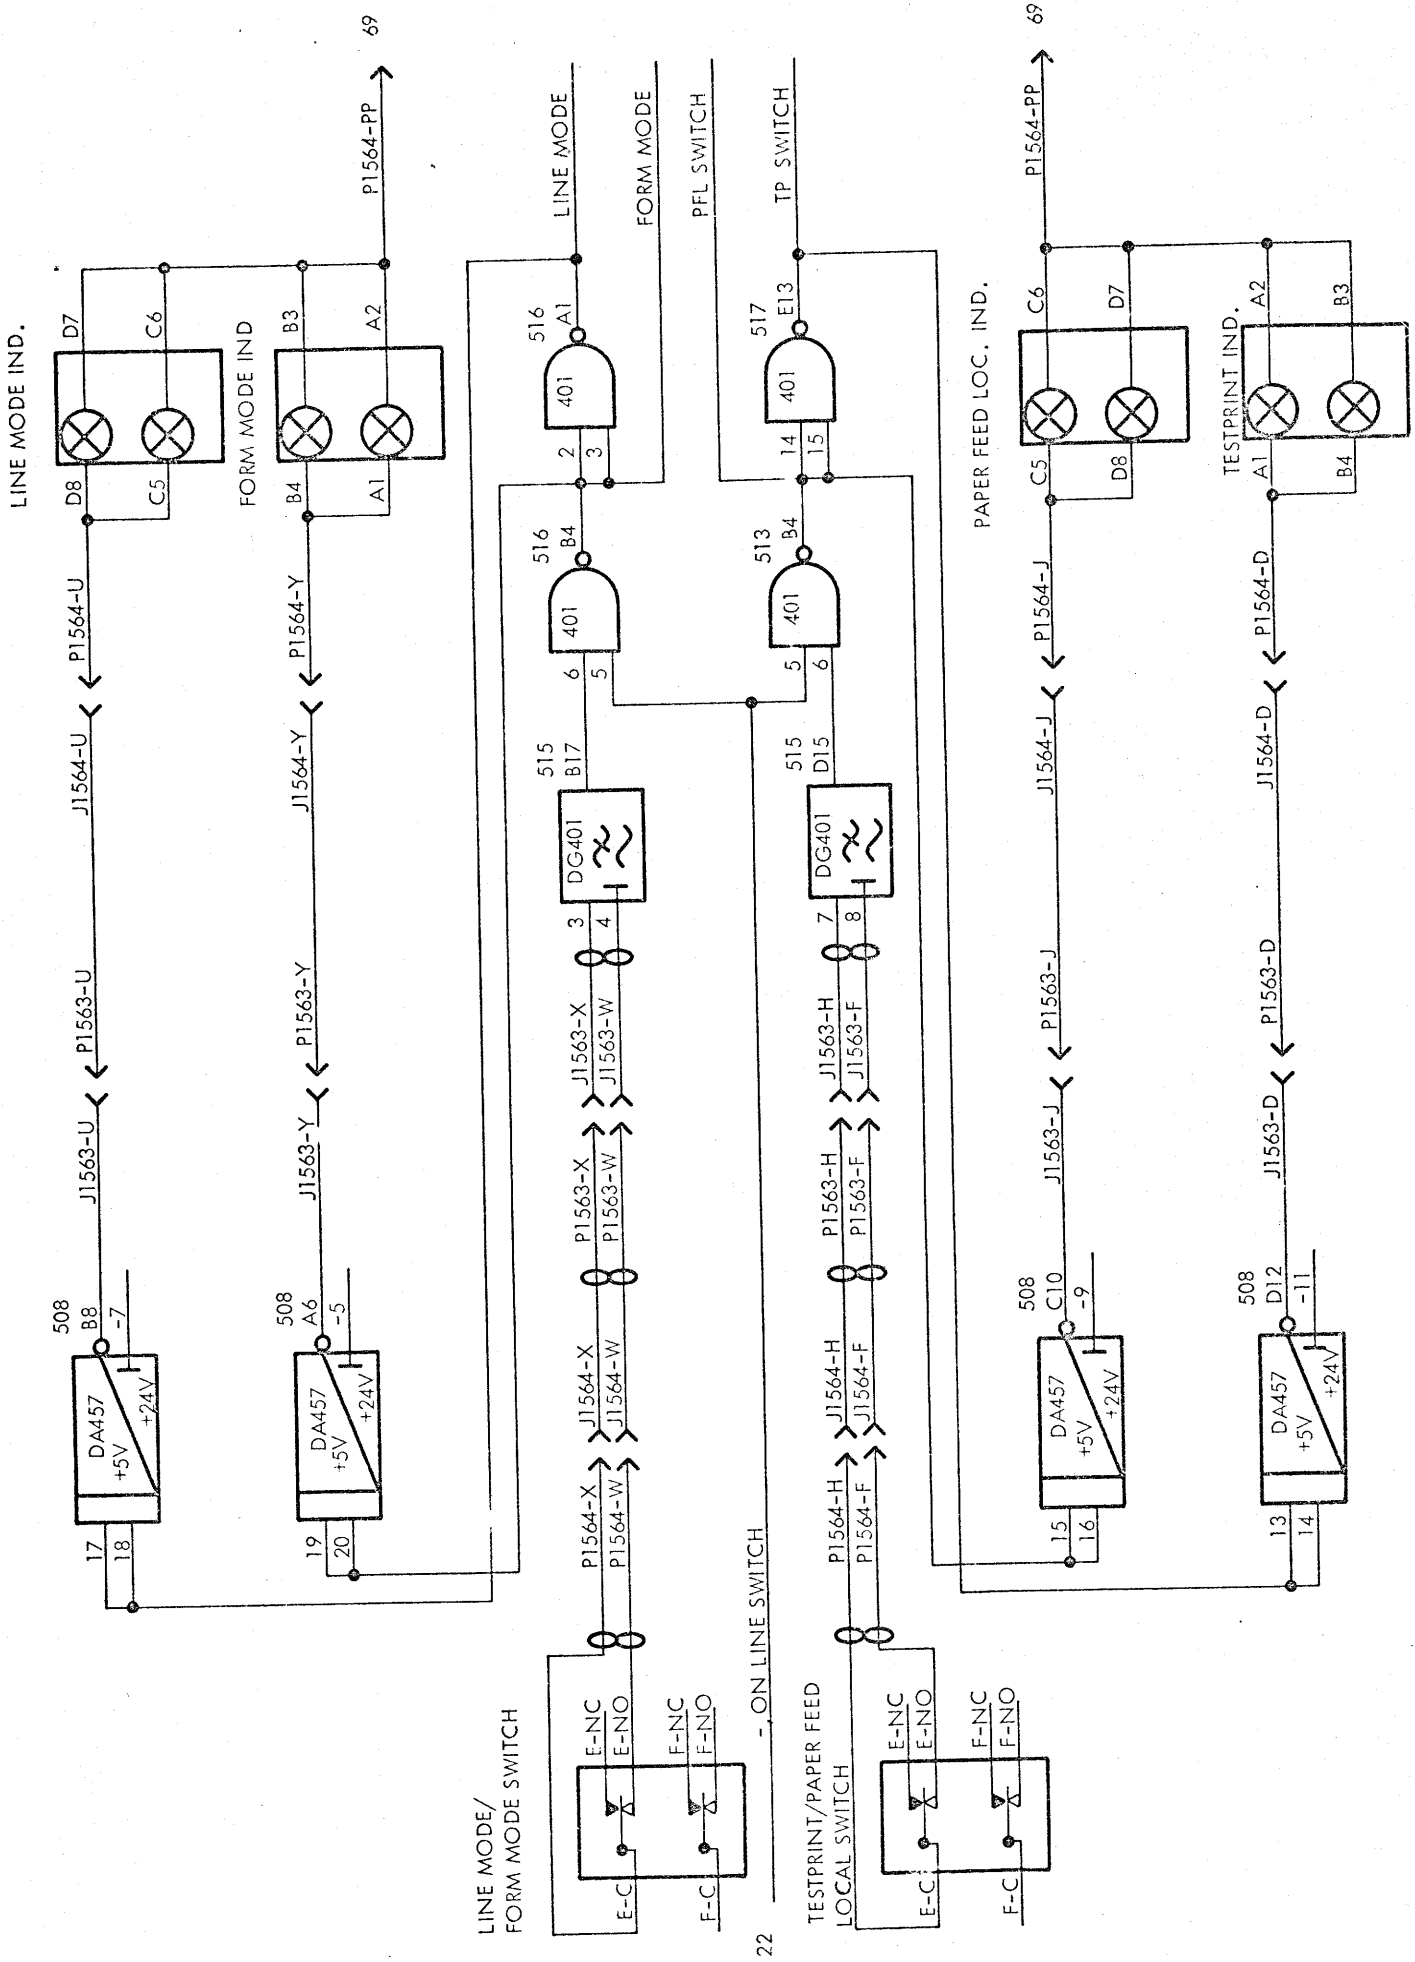 LINE MODE IND.
17
18
DA457
+5V
+24V
508
B8
-7
J1563-U
P1563-U
J1564-U
P1564-U
D8
C5
D7
C6
FORM MODE IND
19
20
DA457
+5V
+24V
508
A6
-5
J1563-Y
P1563-Y
J1564-Y
P1564-Y
B4
A1
B3
A2
P1564-PP
69
LINE MODE/
FORM MODE SWITCH
E-C
E-NC
E-NO
F-C
F-NC
F-NO
P1564-X
P1564-W
J1564-X
J1564-W
P1563-X
P1563-W
J1563-X
J1563-W
3
4
DG401
515
B17
6
5
401
516
B4
2
3
401
516
A1
LINE MODE
FORM MODE
22
-,ON LINE SWITCH
PFL SWITCH
TESTPRINT/PAPER FEED
LOCAL SWITCH
E-C
E-NC
E-NO
F-C
F-NC
F-NO
P1564-H
P1564-F
J1564-H
J1564-F
P1563-H
P1563-F
J1563-H
J1563-F
7
8
DG401
515
D15
5
6
401
513
B4
14
15
401
517
E13
TP SWITCH
PAPER FEED LOC. IND.
15
16
DA457
+5V
+24V
508
C10
-9
J1563-J
P1563-J
J1564-J
P1564-J
C5
D8
C6
D7
P1564-PP
69
TESTPRINT IND.
13
14
DA457
+5V
+24V
508
D12
-11
J1563-D
P1563-D
J1564-D
P1564-D
A1
B4
A2
B3